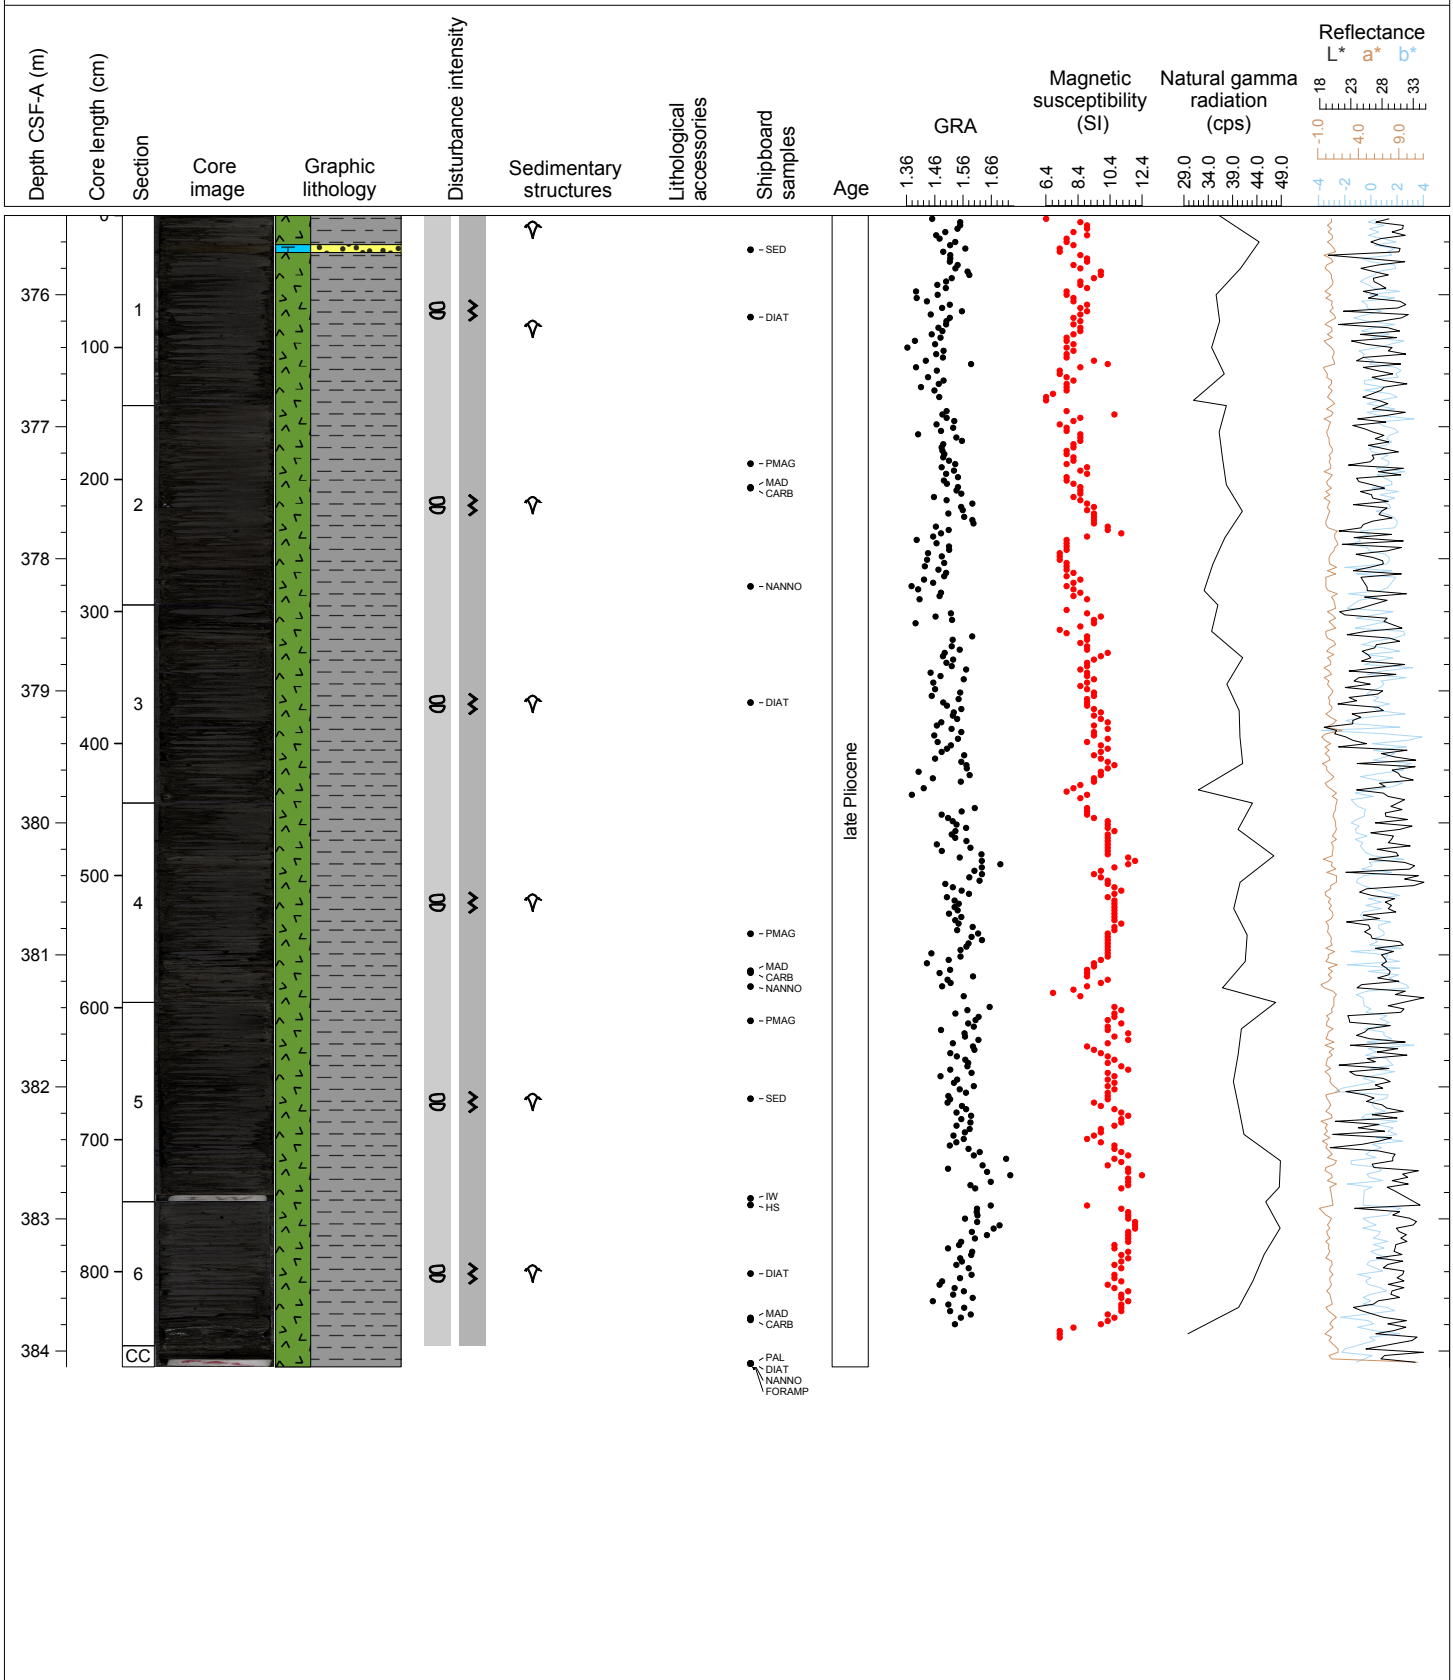 Depth CSF-A (m)
Core length (cm)
Section
Core
image
Graphic
lithology
Disturbance intensity
Sedimentary
structures
Lithological
accessories
Shipboard
samples
Age
GRA
1.36 1.46 1.56 1.66
Magnetic
susceptibility
(SI)
6.4 8.4 10.4 12.4
Natural gamma
radiation
(cps)
29.0 34.0 39.0 44.0 49.0
Reflectance
L* a* b*
18 23 28 33
-1.0 4.0 9.0
-4 -2 0 2 4
0
SED
376
1
DIAT
100
377
PMAG
200
MAD
CARB
2
378
NANNO
300
379
3
DIAT
400
late Pliocene
380
500
4
PMAG
381
MAD
CARB
NANNO
600
PMAG
382
SED
5
700
IW
HS
383
800
6
DIAT
MAD
CARB
384
CC
PAL
DIAT
NANNO
FORAMP